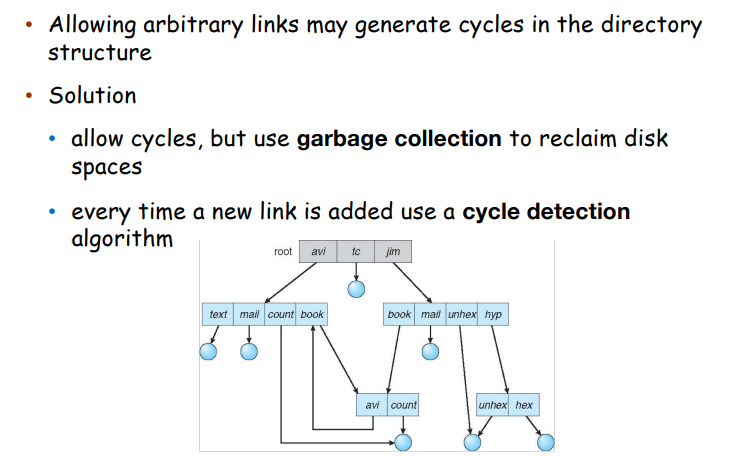 • Allowing arbitrary links may generate cycles in the directory
structure
• Solution
• allow cycles, but use garbage collection to reclaim disk
spaces
• every time a new link is added use a cycle detection
algorithm
root avi tc jim
text mail count book book mail unhex hyp
avi count unhex hex